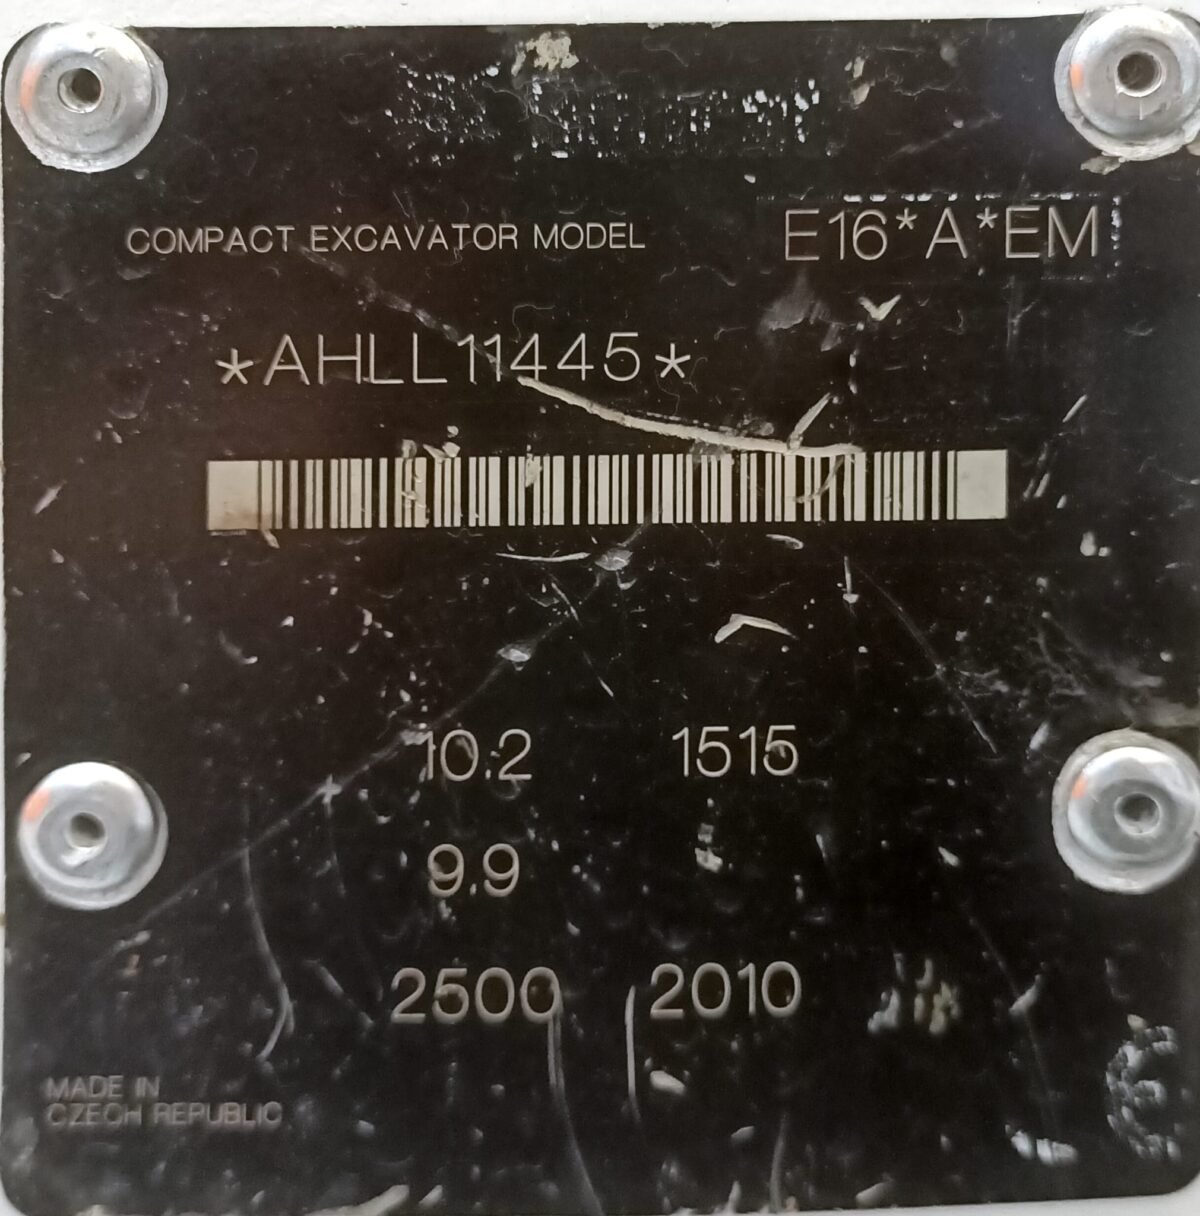 COMPACT EXCAVATOR MODEL E16*A*EM
*AHLL11445*
10.2 1515
9.9
2500 2010
MADE IN
CZECH REPUBLIC